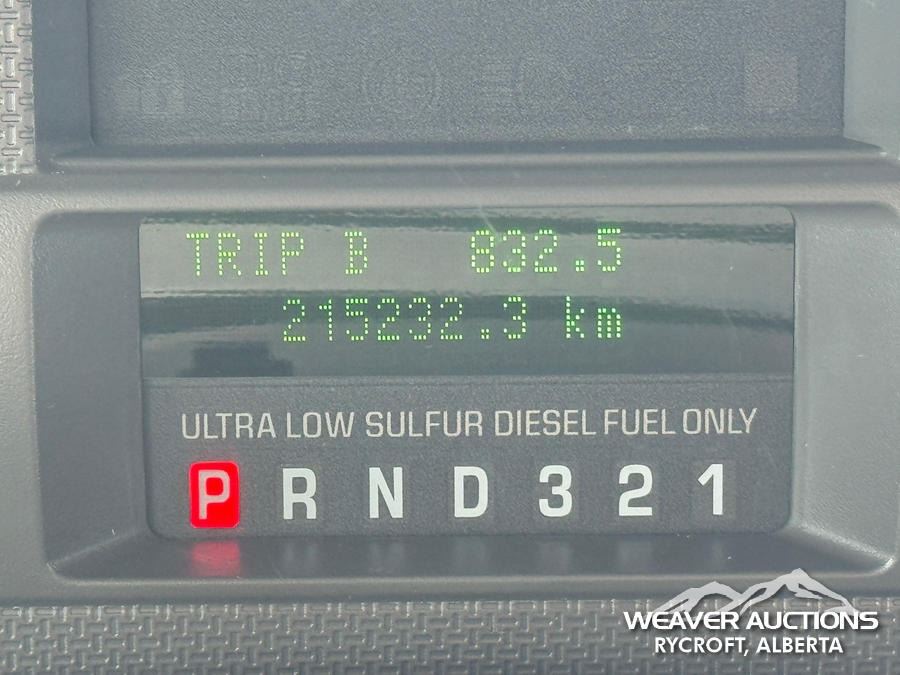 TRIP B 832.5
215232.3 km
ULTRA LOW SULFUR DIESEL FUEL ONLY
P R N D 3 2 1
WEAVER AUCTIONS
RYCROFT, ALBERTA